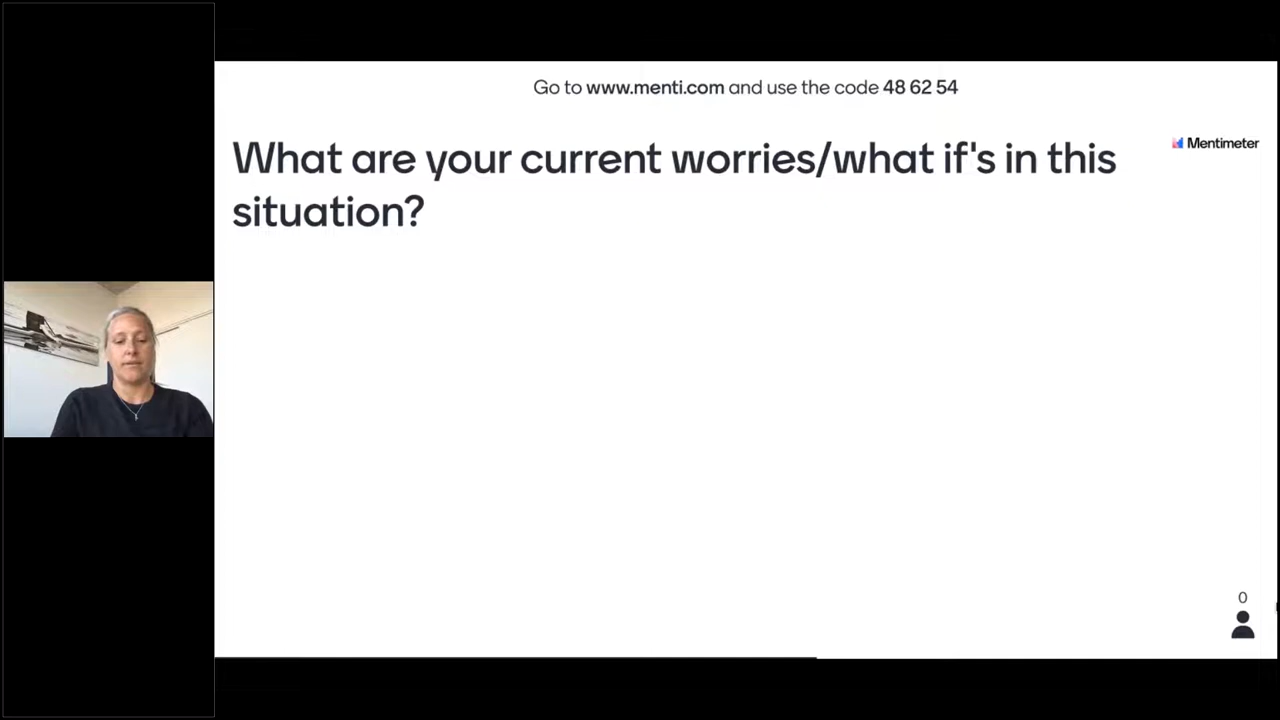 Go to www.menti.com and use the code 48 62 54
Mentimeter
What are your current worries/what if's in this
situation?
0